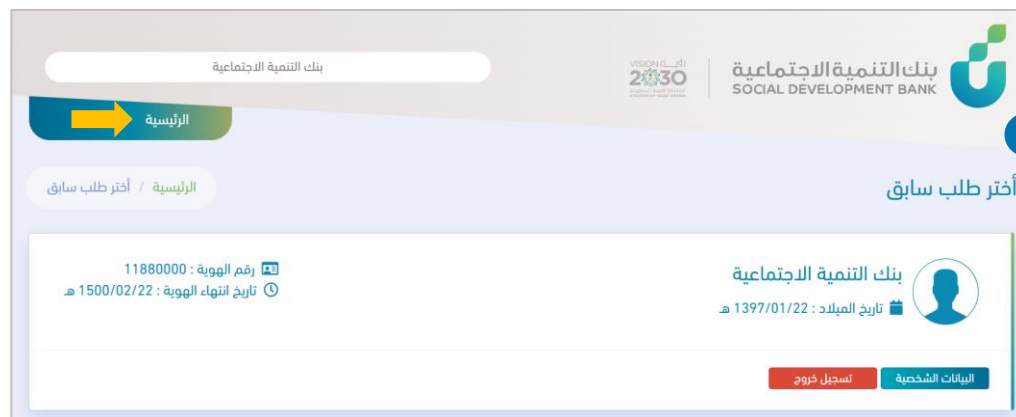 بنك التنمية الاجتماعية
SOCIAL DEVELOPMENT BANK
VISION رؤيــــة
2030
بنك التنمية الاجتماعية
الرئيسية
أختر طلب سابق
الرئيسية / أختر طلب سابق
بنك التنمية الاجتماعية
تاريخ الميلاد : 1397/01/22 هـ
رقم الهوية : 11880000
تاريخ انتهاء الهوية : 1500/02/22 هـ
البيانات الشخصية
تسجيل خروج